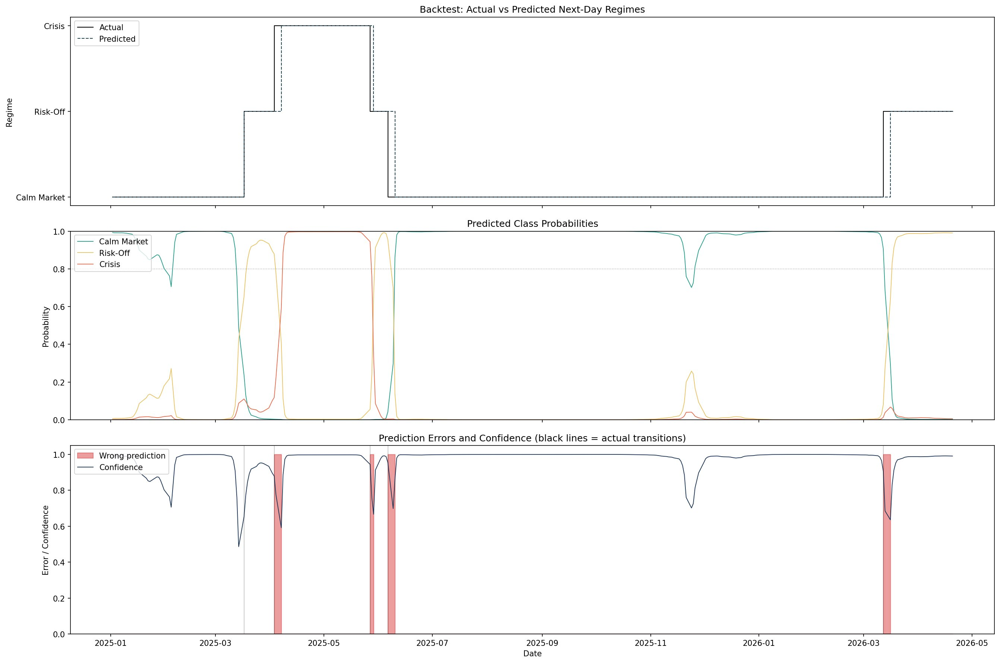 Backtest: Actual vs Predicted Next-Day Regimes
Crisis
Risk-Off
Calm Market
Regime
Actual
Predicted
Predicted Class Probabilities
1.0
0.8
0.6
0.4
0.2
0.0
Probability
Calm Market
Risk-Off
Crisis
Prediction Errors and Confidence (black lines = actual transitions)
1.0
0.8
0.6
0.4
0.2
0.0
Error / Confidence
Wrong prediction
Confidence
2025-01 2025-03 2025-05 2025-07 2025-09 2025-11 2026-01 2026-03 2026-05
Date